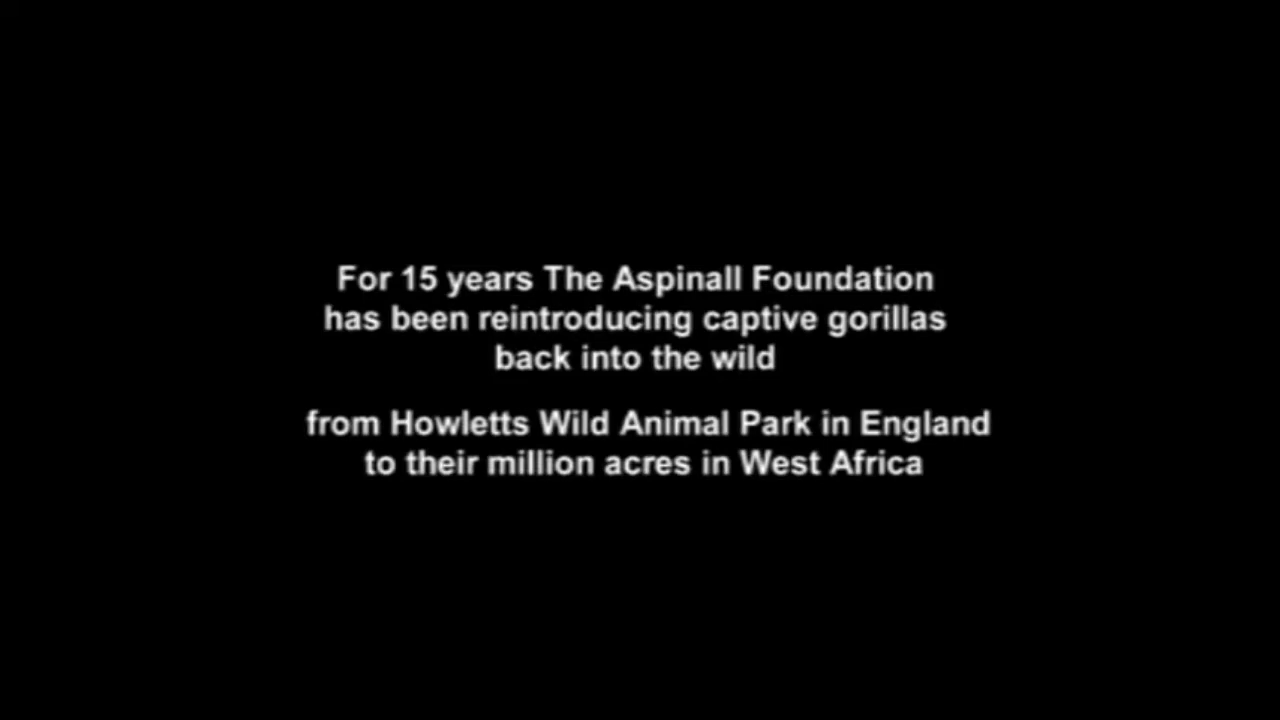 For 15 years The Aspinall Foundation
has been reintroducing captive gorillas
back into the wild
from Howletts Wild Animal Park in England
to their million acres in West Africa